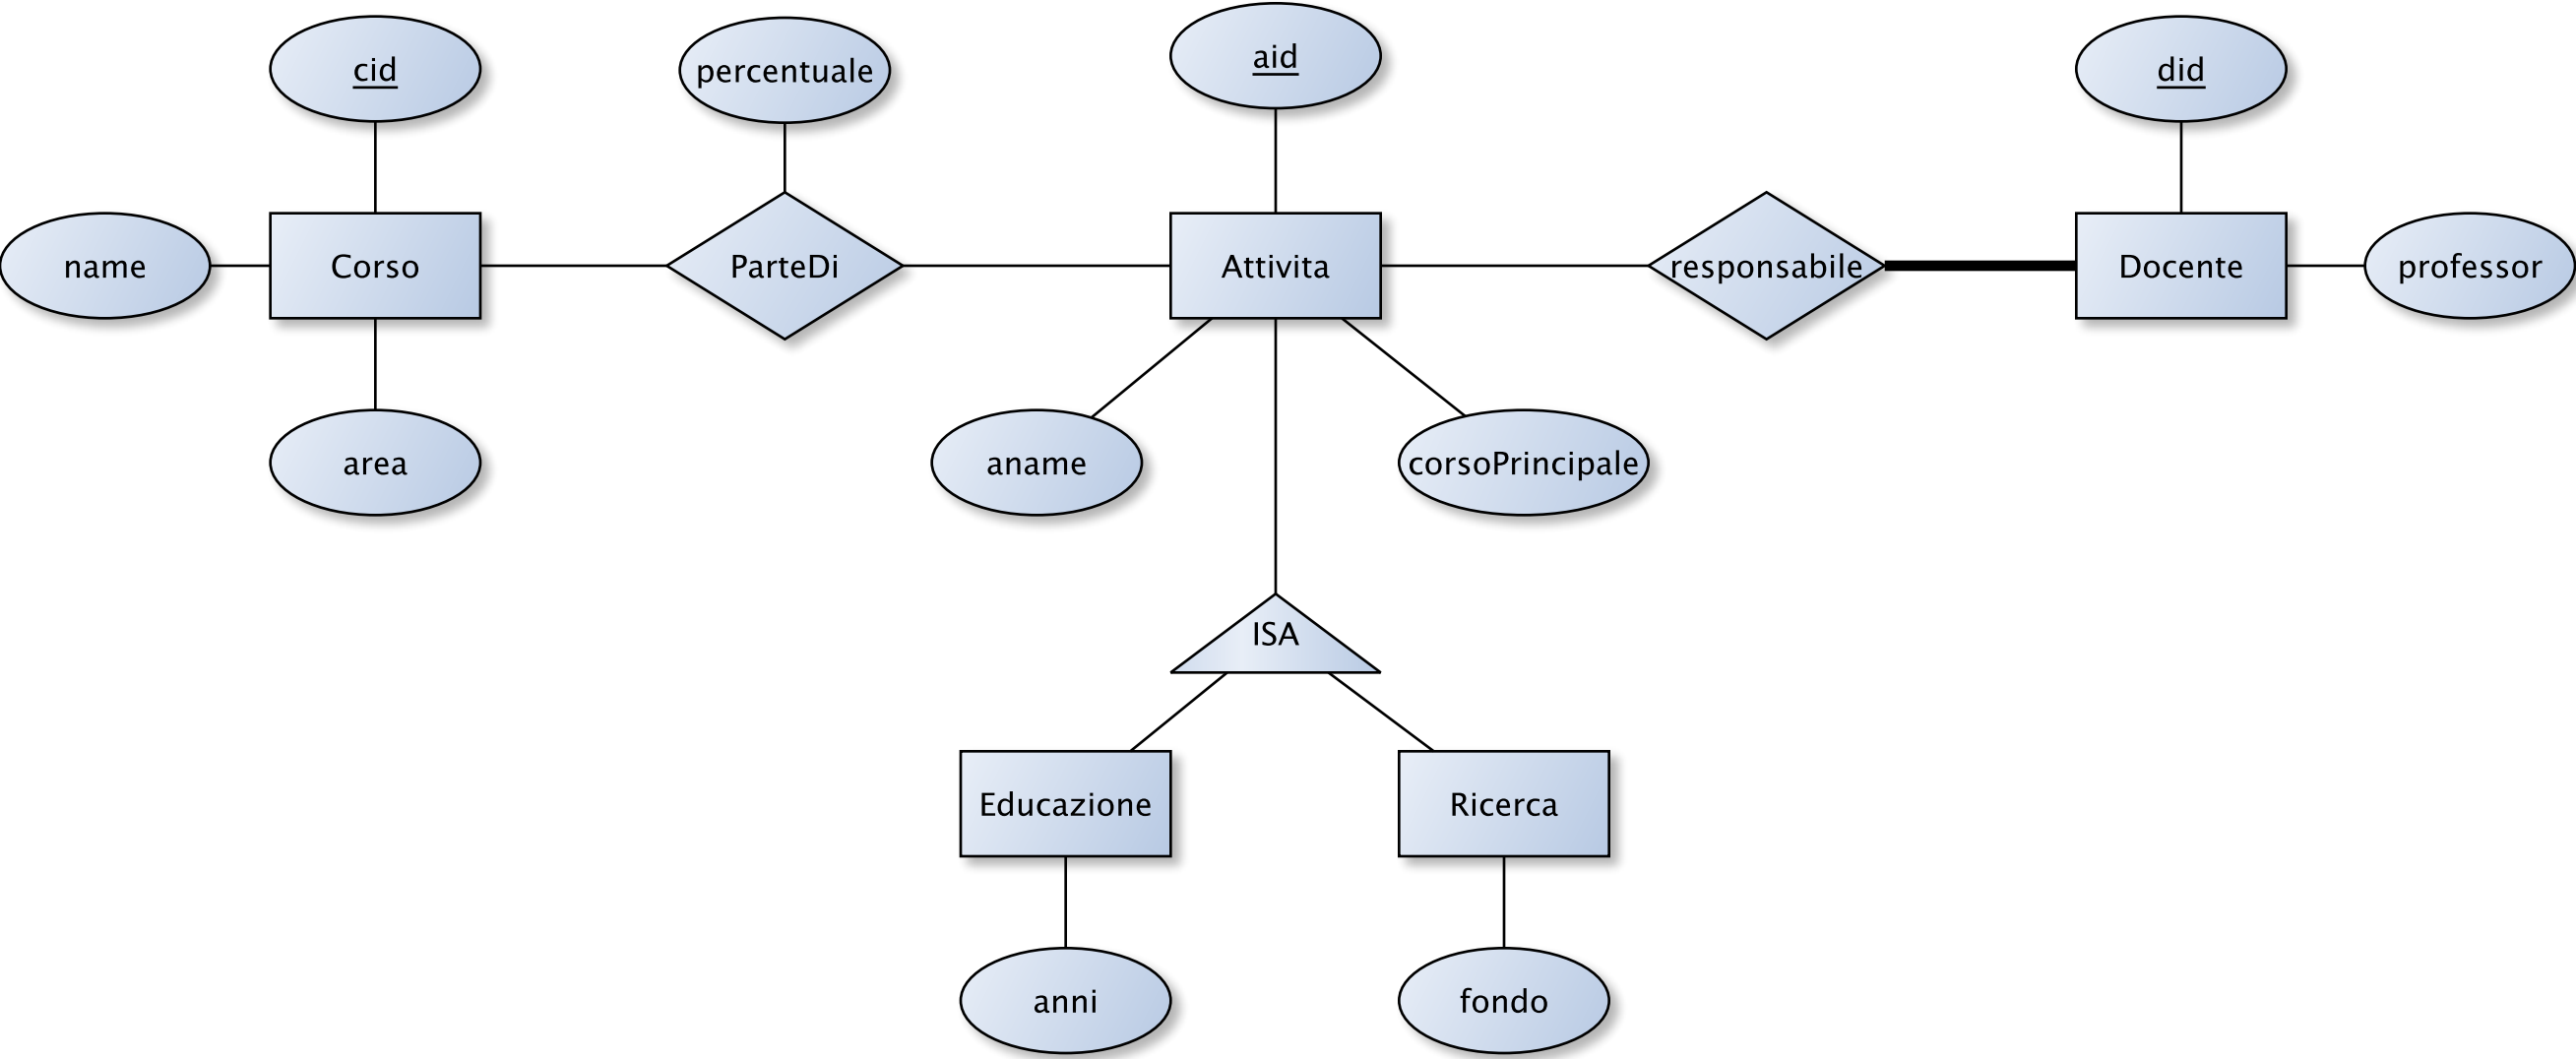 cid
percentuale
aid
did
name
Corso
ParteDi
Attivita
responsabile
Docente
professor
area
aname
corsoPrincipale
ISA
Educazione
Ricerca
anni
fondo